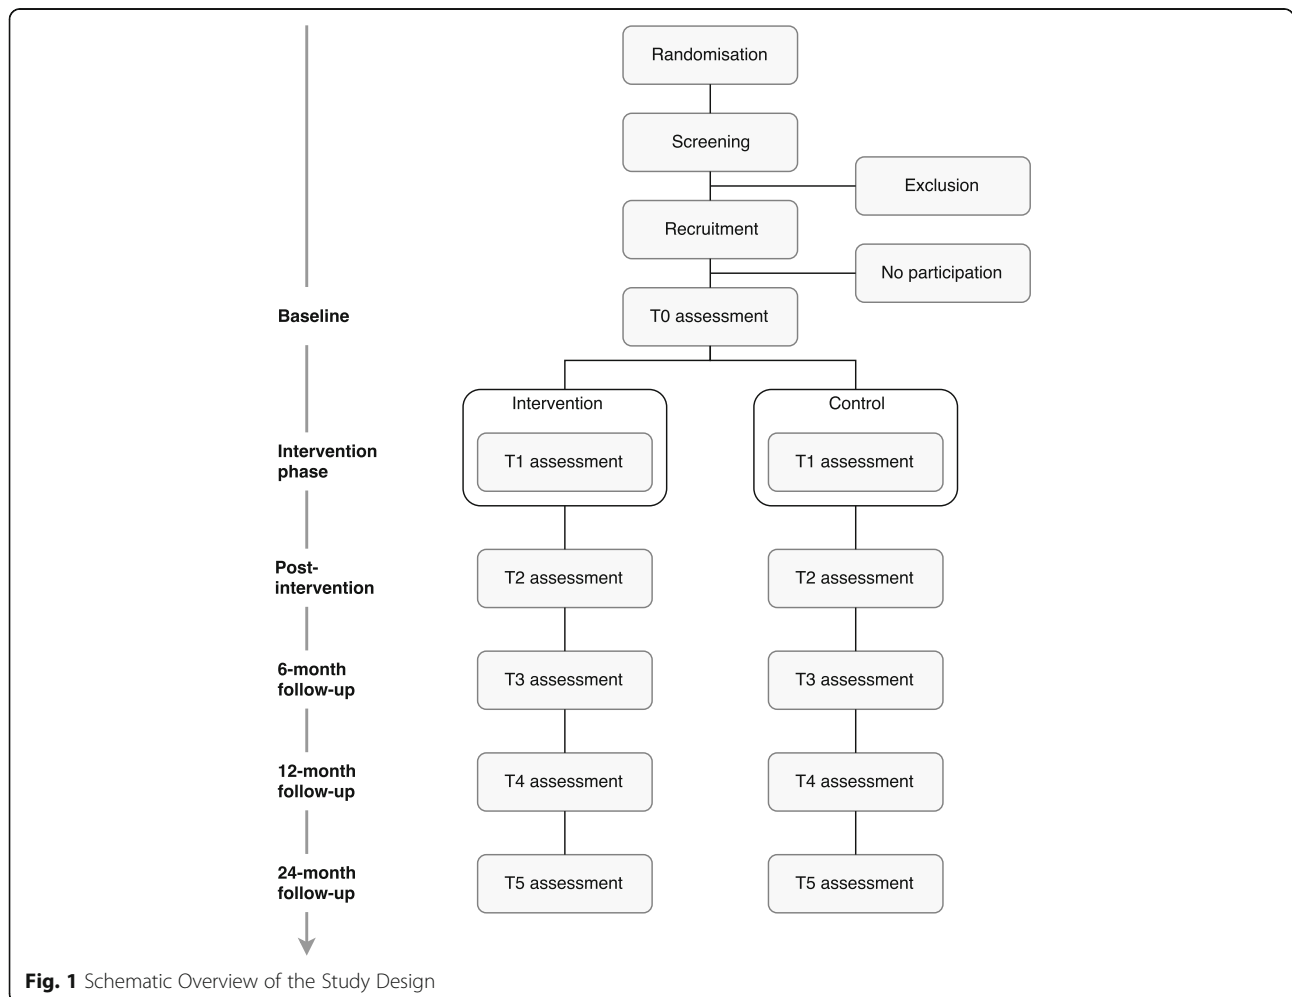 Randomisation
Screening
Exclusion
Recruitment
No participation
Baseline
T0 assessment
Intervention
Control
Intervention
phase
T1 assessment
T1 assessment
Post-
intervention
T2 assessment
T2 assessment
6-month
follow-up
T3 assessment
T3 assessment
12-month
follow-up
T4 assessment
T4 assessment
24-month
follow-up
T5 assessment
T5 assessment
Fig. 1 Schematic Overview of the Study Design